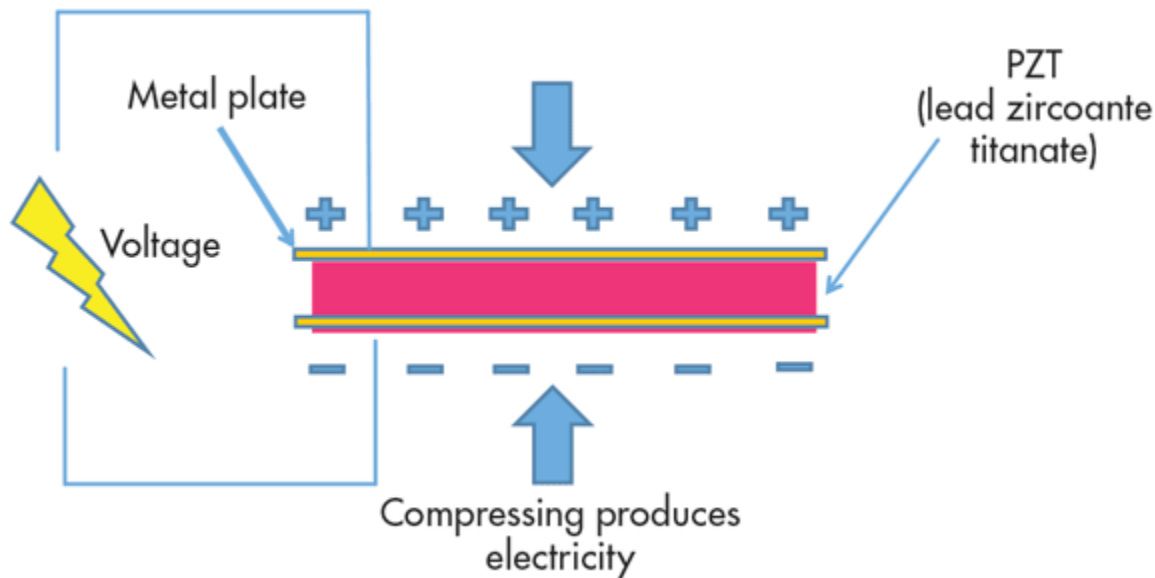 Metal plate
PZT
(lead zircoante
titanate)
Voltage
Compressing produces
electricity